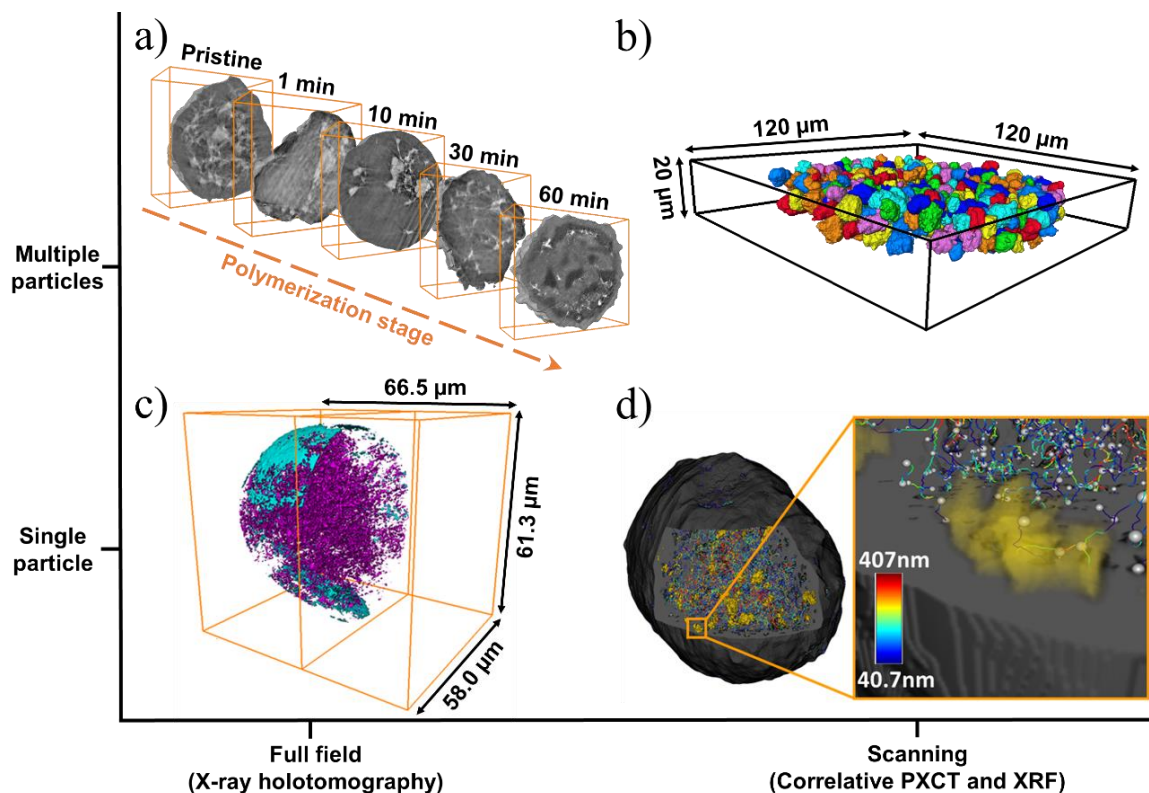 a)
Pristine
1 min
10 min
30 min
60 min
Polymerization stage
b)
120 µm
120 µm
20 µm
Multiple
particles
c)
66.5 µm
61.3 µm
58.0 µm
d)
407nm
40.7nm
Single
particle
Full field
(X-ray holotomography)
Scanning
(Correlative PXCT and XRF)